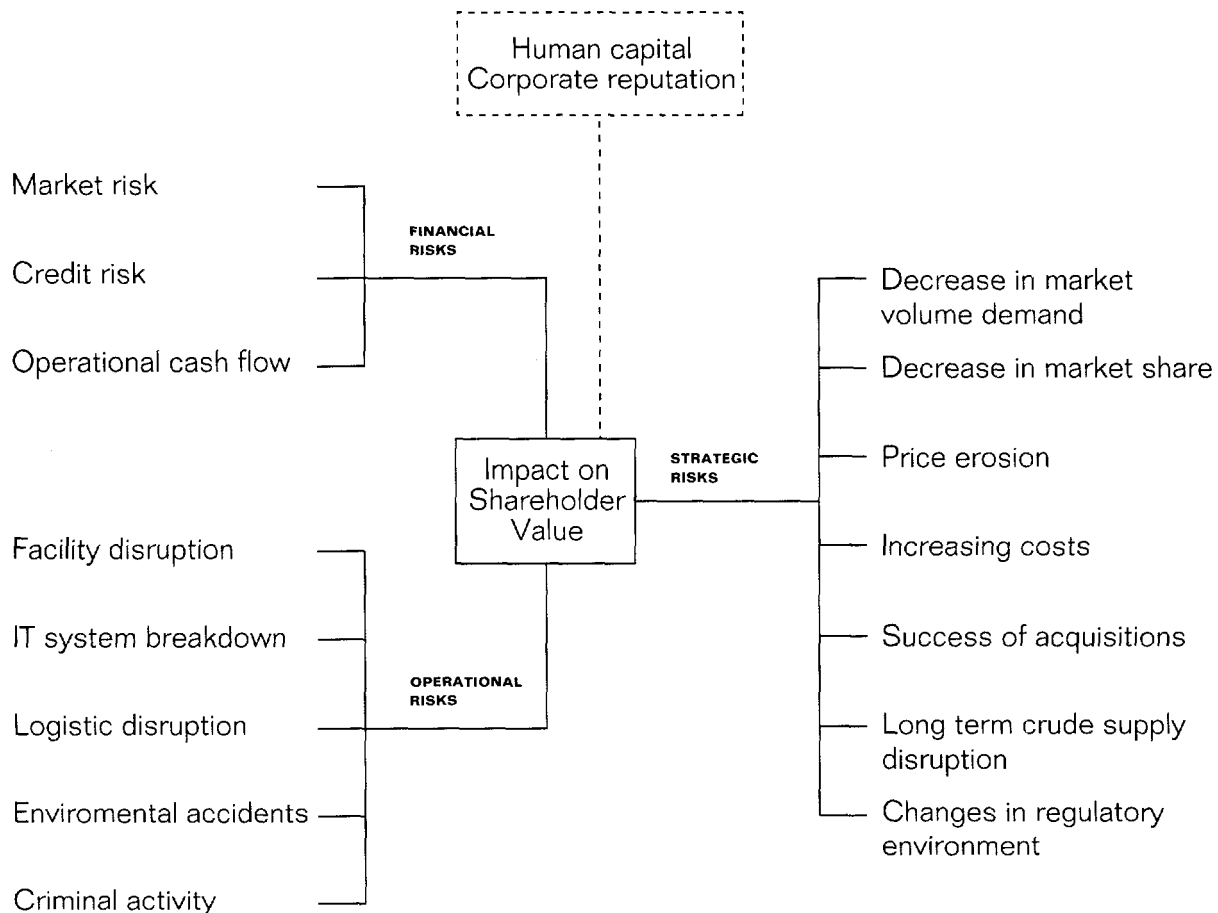 Human capital
Corporate reputation
Market risk
Credit risk
Operational cash flow
FINANCIAL
RISKS
Impact on
Shareholder
Value
Facility disruption
IT system breakdown
Logistic disruption
Enviromental accidents
Criminal activity
OPERATIONAL
RISKS
STRATEGIC
RISKS
Decrease in market
volume demand
Decrease in market share
Price erosion
Increasing costs
Success of acquisitions
Long term crude supply
disruption
Changes in regulatory
environment